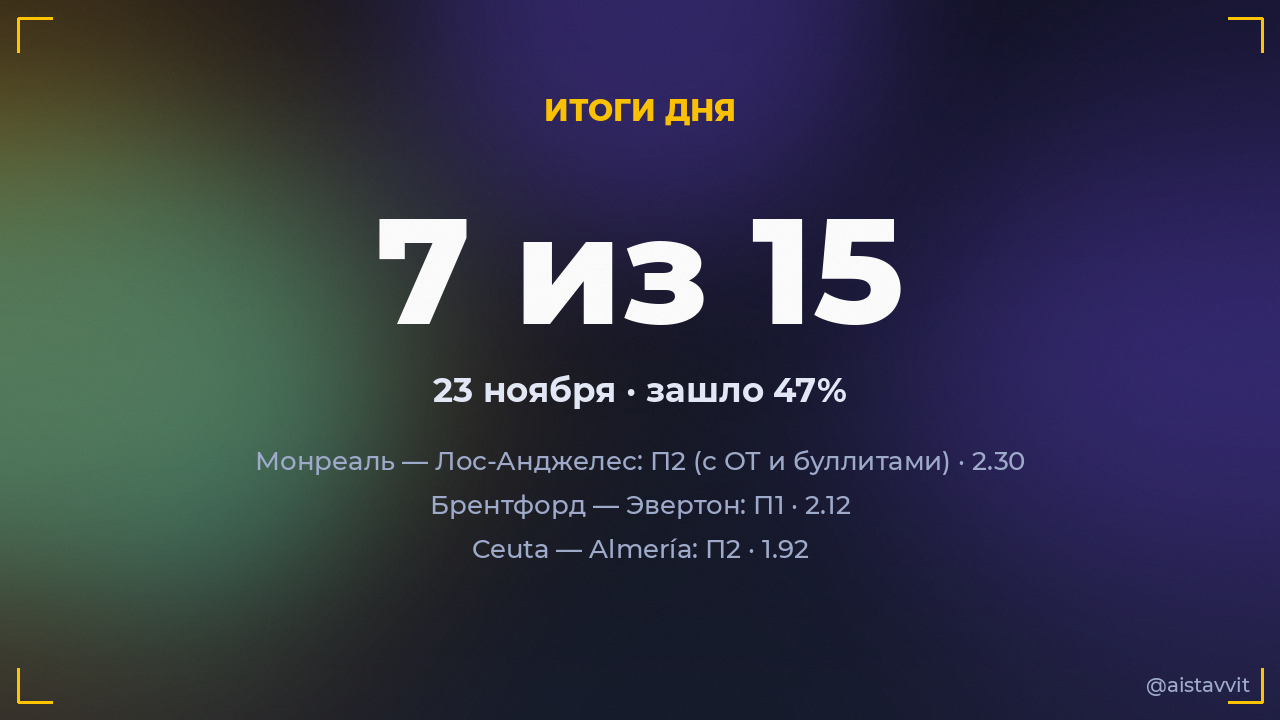 ИТОГИ ДНЯ
7 из 15
23 ноября · зашло 47%
Монреаль — Лос-Анджелес: П2 (с ОТ и буллитами) · 2.30
Брентфорд — Эвертон: П1 · 2.12
Ceuta — Almería: П2 · 1.92
@aistavvit